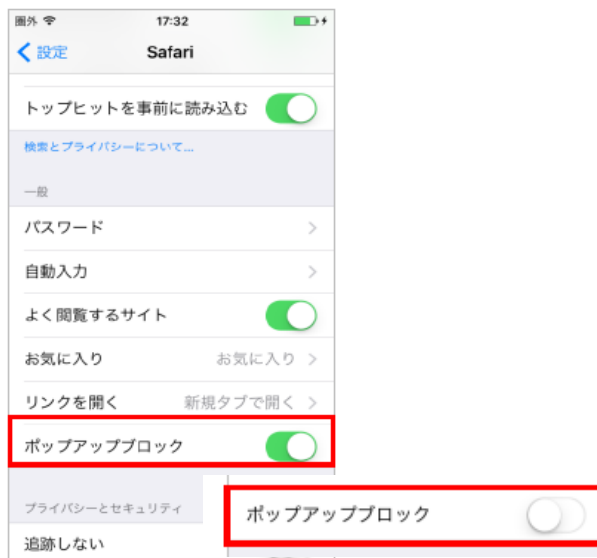 圏外 17:32
設定 Safari
トップヒットを事前に読み込む
検索とプライバシーについて...
一般
パスワード
自動入力
よく閲覧するサイト
お気に入り お気に入り
リンクを開く 新規タブで開く
ポップアップブロック
プライバシーとセキュリティ
ポップアップブロック
追跡しない